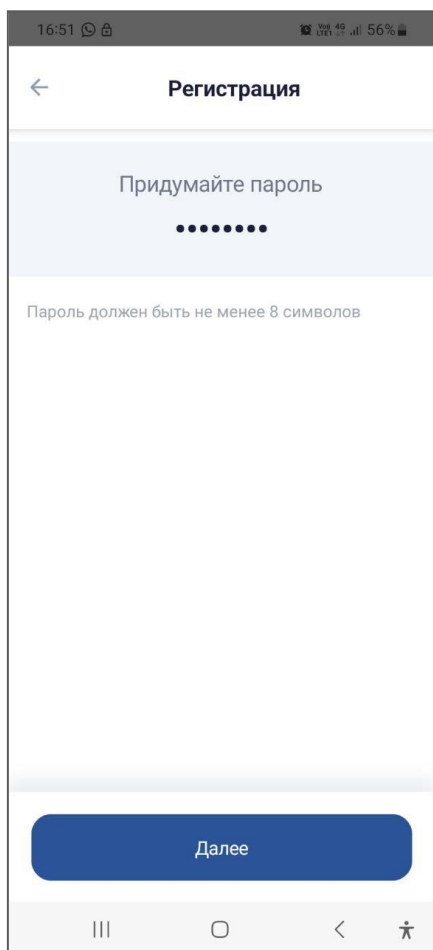 16:51 56%
Регистрация
Придумайте пароль
••••••••
Пароль должен быть не менее 8 символов
Далее